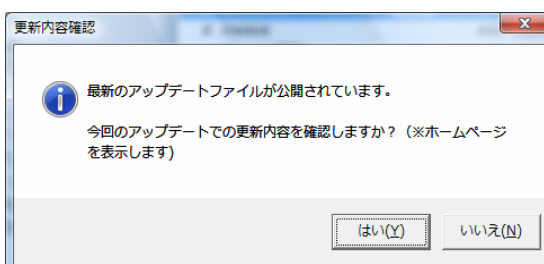 更新内容確認
最新のアップデートファイルが公開されています。
今回のアップデートでの更新内容を確認しますか？（※ホームページ
を表示します)
はい(Y)
いいえ(N)